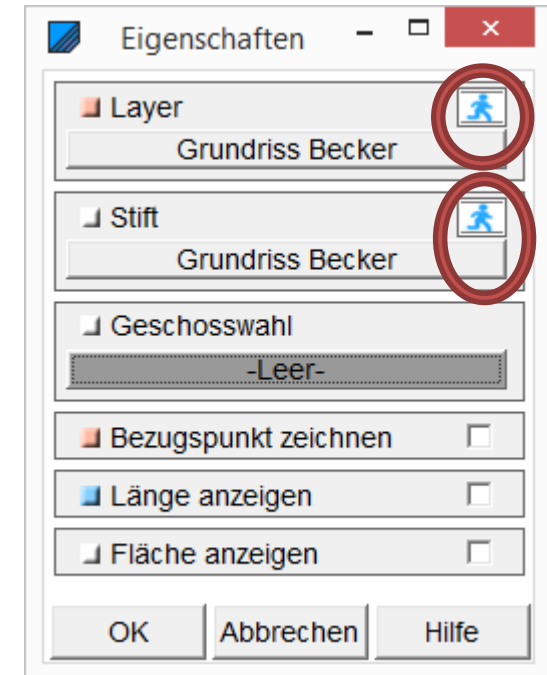 Eigenschaften
Layer
Grundriss Becker
Stift
Grundriss Becker
Geschosswahl
-Leer-
Bezugspunkt zeichnen
Länge anzeigen
Fläche anzeigen
OK Abbrechen Hilfe